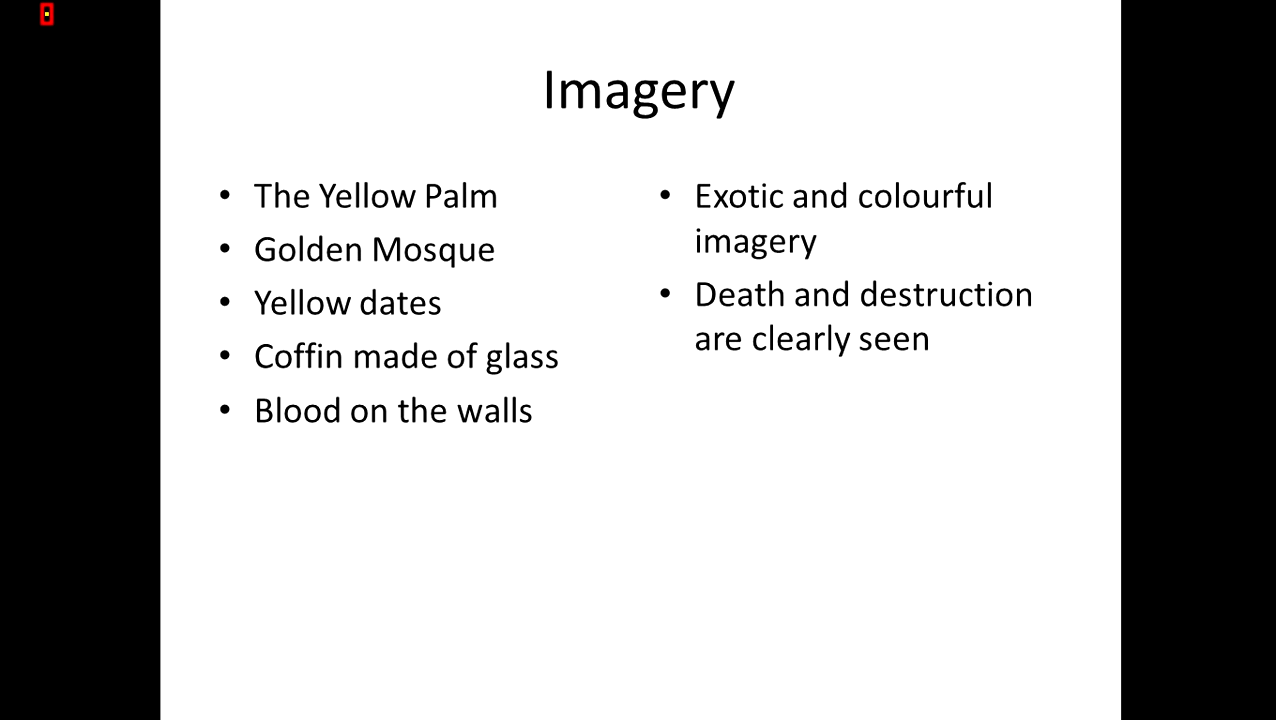 Imagery
• The Yellow Palm
• Golden Mosque
• Yellow dates
• Coffin made of glass
• Blood on the walls
• Exotic and colourful
imagery
• Death and destruction
are clearly seen